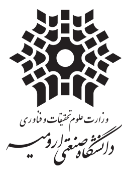 وزارت علوم تحقیقات و فناوری
دانشگاه صنعتی ارومیه